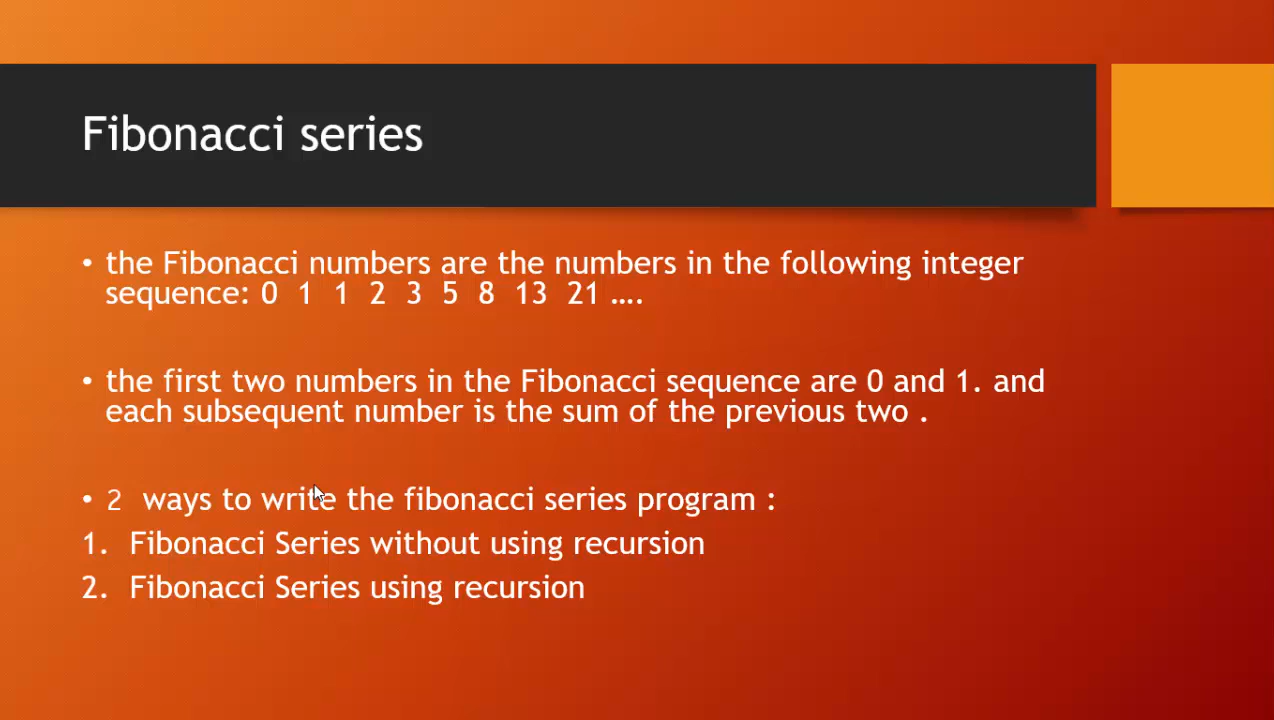 Fibonacci series
• the Fibonacci numbers are the numbers in the following integer
sequence: 0 1 1 2 3 5 8 13 21 ....
• the first two numbers in the Fibonacci sequence are 0 and 1. and
each subsequent number is the sum of the previous two .
• 2 ways to write the fibonacci series program :
1. Fibonacci Series without using recursion
2. Fibonacci Series using recursion